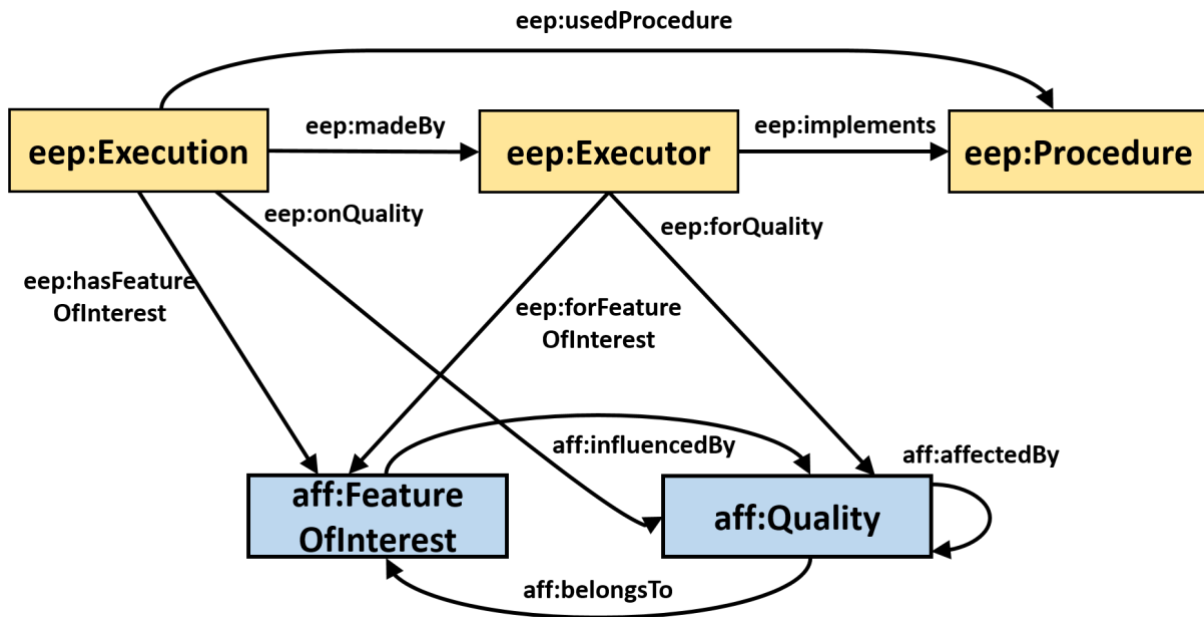 eep:usedProcedure
eep:Execution
eep:madeBy
eep:Executor
eep:implements
eep:Procedure
eep:onQuality
eep:forQuality
eep:hasFeature
OfInterest
eep:forFeature
OfInterest
aff:influencedBy
aff:affectedBy
aff:Feature
OfInterest
aff:Quality
aff:belongsTo